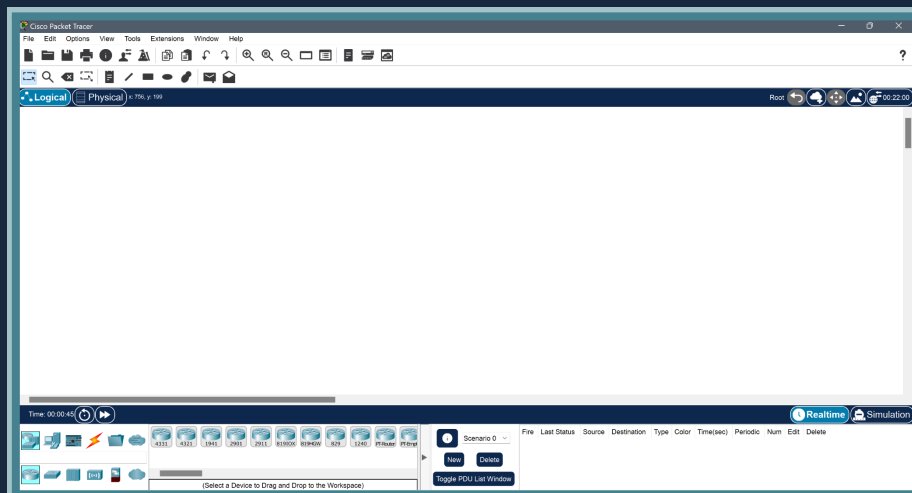 Cisco Packet Tracer
File Edit Options View Tools Extensions Window Help
?
Logical Physical x: 756, y: 199 Root 00:22:00
Time: 00:00:45 Realtime Simulation
4331 4321 1941 2901 2911 819IOX 819HGW 829 1240 PT-Router PT-Empt
Scenario 0
Fire Last Status Source Destination Type Color Time(sec) Periodic Num Edit Delete
New Delete
Toggle PDU List Window
(Select a Device to Drag and Drop to the Workspace)